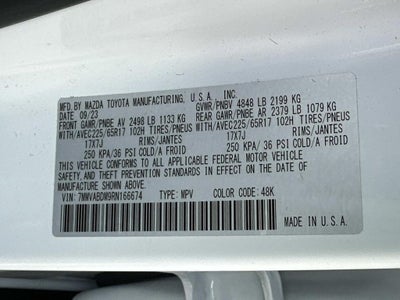 MFD. BY MAZDA TOYOTA MANUFACTURING, U.S.A., INC.
DATE 09/23 GVWR/PNBV 4848 LB 2199 KG
FRONT GAWR/PNBE AV 2498 LB 1133 KG REAR GAWR/PNBE AR 2379 LB 1079 KG
WITH/AVEC225/65R17 102H TIRES/PNEUS WITH/AVEC225/65R17 102H TIRES/PNEUS
17X7J RIMS/JANTES 17X7J RIMS/JANTES
250 KPA/36 PSI COLD/A FROID 250 KPA/36 PSI COLD/A FROID
THIS VEHICLE CONFORMS TO ALL APPLICABLE FEDERAL MOTOR VEHICLE
SAFETY, BUMPER, AND THEFT PREVENTION STANDARDS IN EFFECT ON THE DATE
OF MANUFACTURE SHOWN ABOVE.
VIN: 7MMVABDM9RN166674 TYPE: MPV COLOR CODE: 48K
MADE IN U.S.A.